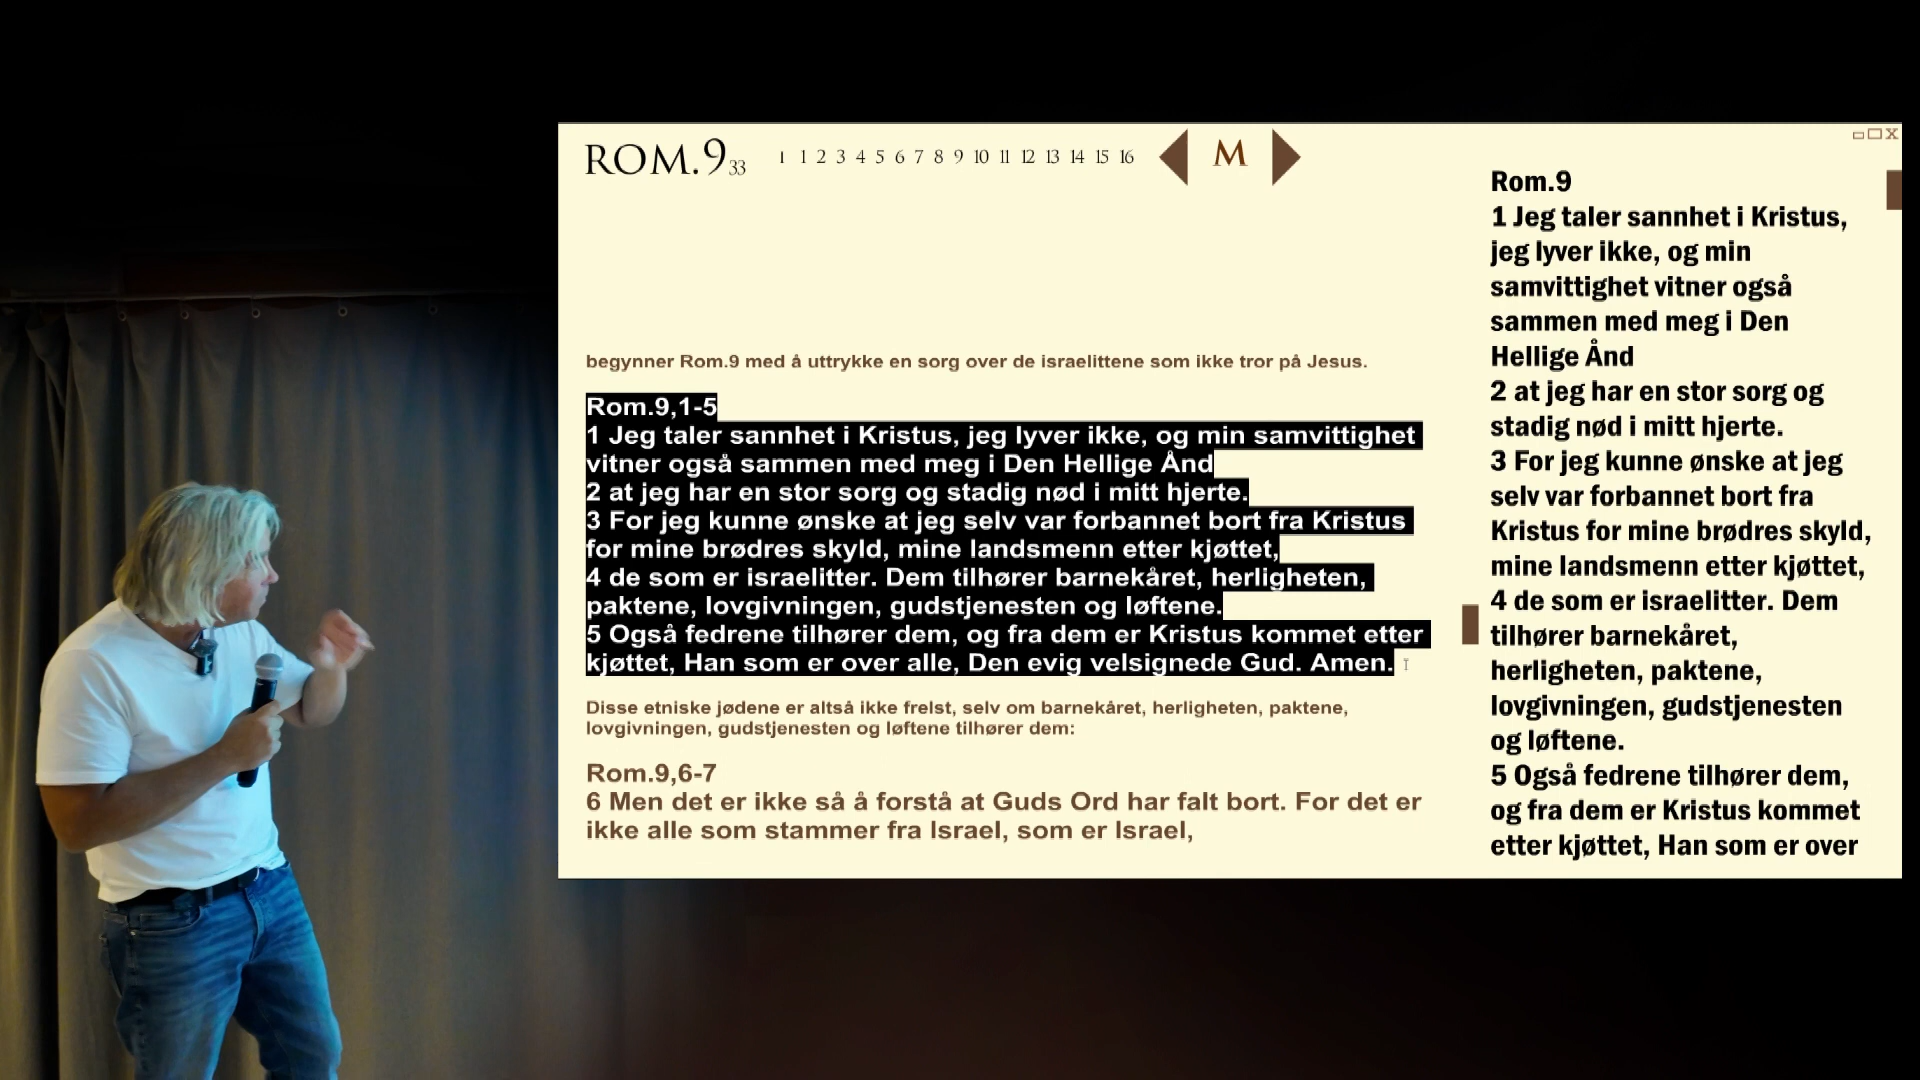 ROM.9 33
1 1 2 3 4 5 6 7 8 9 10 11 12 13 14 15 16
M
X
begynner Rom.9 med å uttrykke en sorg over de israelittene som ikke tror på Jesus.
Rom.9,1-5
1 Jeg taler sannhet i Kristus, jeg lyver ikke, og min samvittighet
vitner også sammen med meg i Den Hellige Ånd
2 at jeg har en stor sorg og stadig nød i mitt hjerte.
3 For jeg kunne ønske at jeg selv var forbannet bort fra Kristus
for mine brødres skyld, mine landsmenn etter kjøttet,
4 de som er israelitter. Dem tilhører barnekåret, herligheten,
paktene, lovgivningen, gudstjenesten og løftene.
5 Også fedrene tilhører dem, og fra dem er Kristus kommet etter
kjøttet, Han som er over alle, Den evig velsignede Gud. Amen.
Disse etniske jødene er altså ikke frelst, selv om barnekåret, herligheten, paktene,
lovgivningen, gudstjenesten og løftene tilhører dem:
Rom.9,6-7
6 Men det er ikke så å forstå at Guds Ord har falt bort. For det er
ikke alle som stammer fra Israel, som er Israel,
Rom.9
1 Jeg taler sannhet i Kristus,
jeg lyver ikke, og min
samvittighet vitner også
sammen med meg i Den
Hellige Ånd
2 at jeg har en stor sorg og
stadig nød i mitt hjerte.
3 For jeg kunne ønske at jeg
selv var forbannet bort fra
Kristus for mine brødres skyld,
mine landsmenn etter kjøttet,
4 de som er israelitter. Dem
tilhører barnekåret,
herligheten, paktene,
lovgivningen, gudstjenesten
og løftene.
5 Også fedrene tilhører dem,
og fra dem er Kristus kommet
etter kjøttet, Han som er over